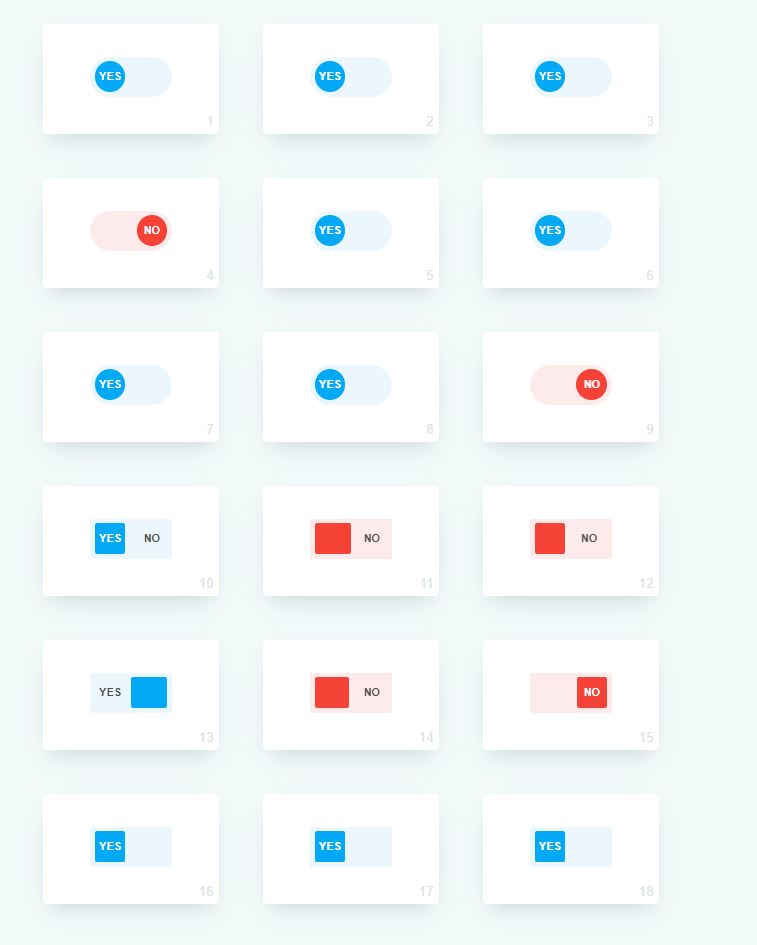 YES YES YES
1 2 3
NO YES YES
4 5 6
YES YES NO
7 8 9
YES NO NO NO
10 11 12
YES NO NO
13 14 15
YES YES YES
16 17 18